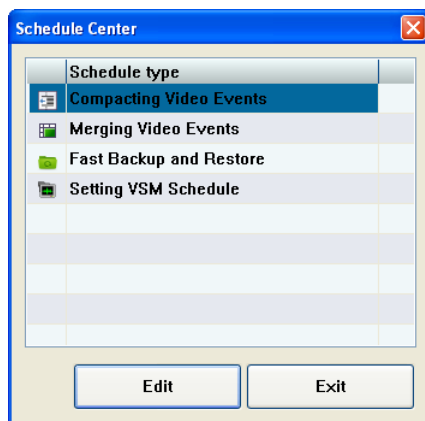 Schedule Center
Schedule type
Compacting Video Events
Merging Video Events
Fast Backup and Restore
Setting VSM Schedule
Edit
Exit